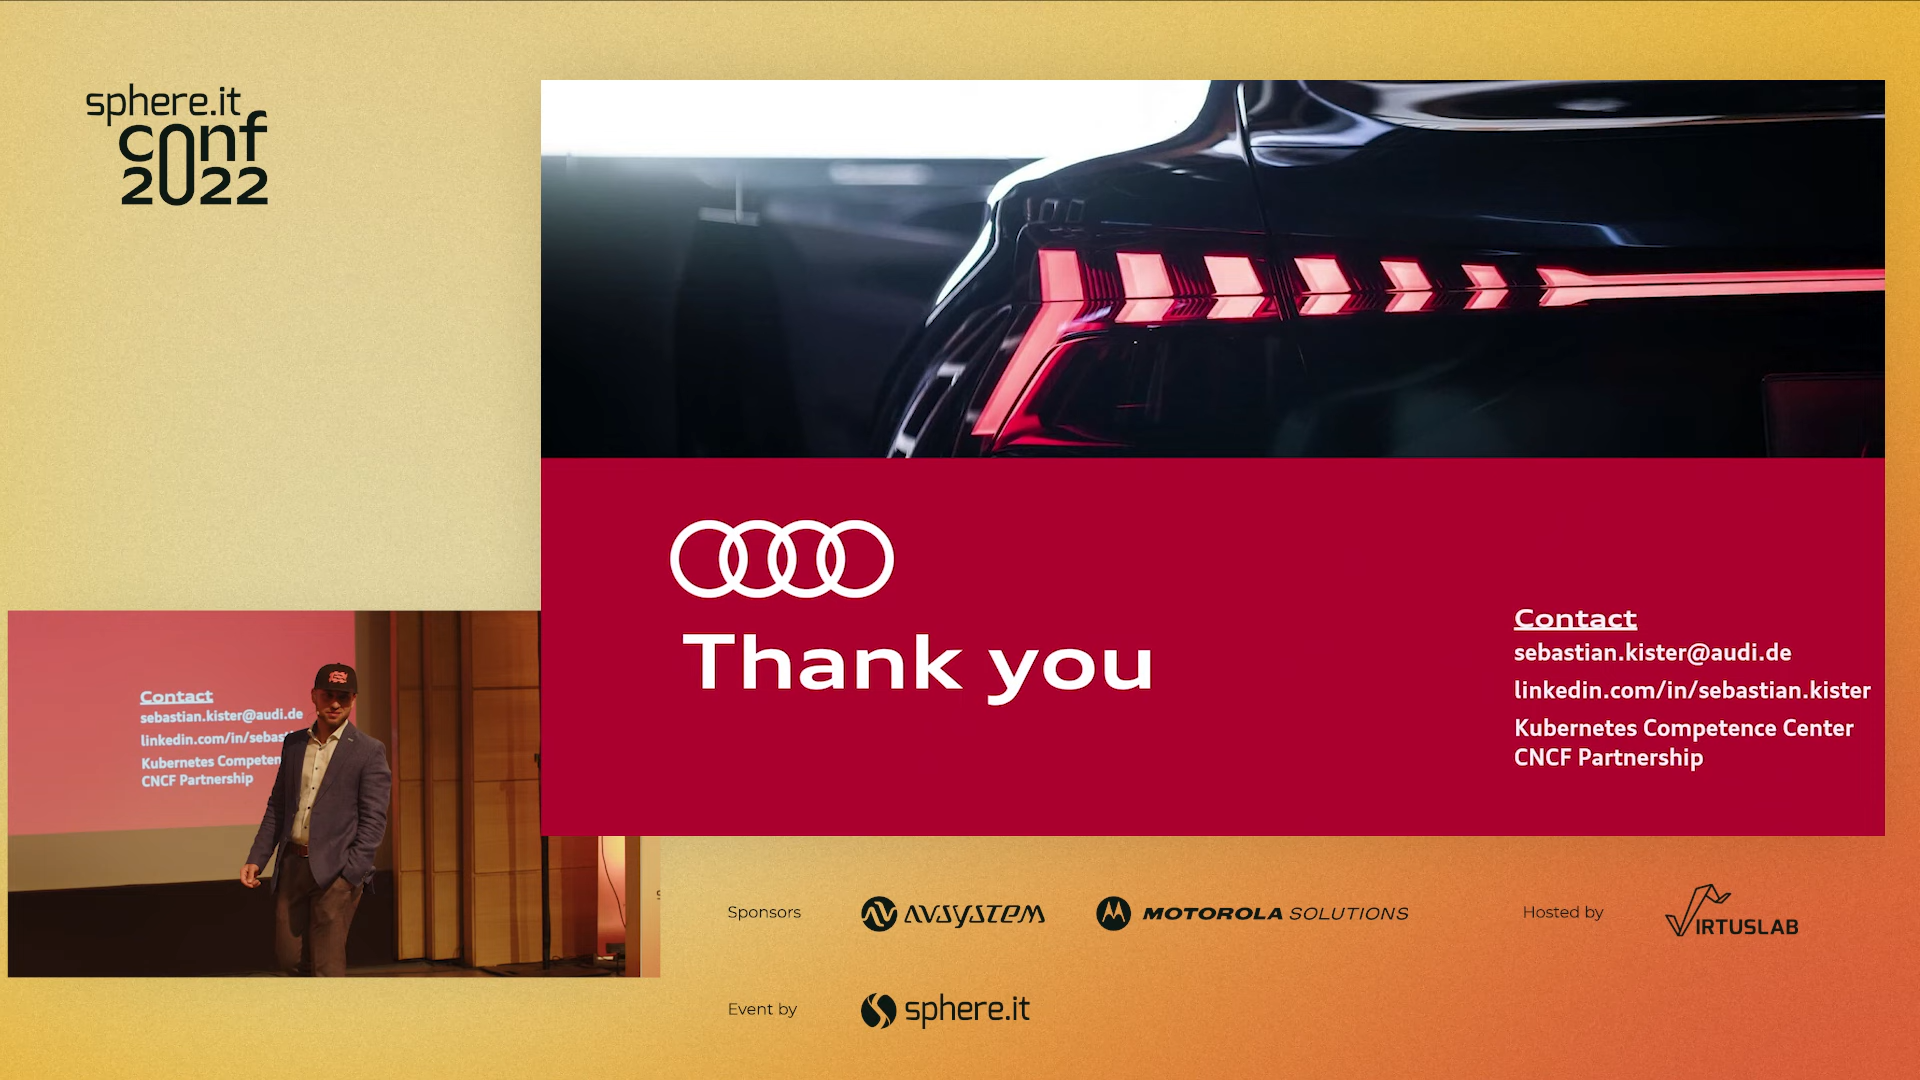 sphere.it
conf
2022
Thank you
Contact
sebastian.kister@audi.de
linkedin.com/in/sebastian.kister
Kubernetes Competence Center
CNCF Partnership
Contact
sebastian.kister@audi.de
linkedin.com/in/sebasti
Kubernetes Competen
CNCF Partnership
Sponsors
AVSYSTEM
MOTOROLA SOLUTIONS
Hosted by
VIRTUSLAB
Event by
sphere.it